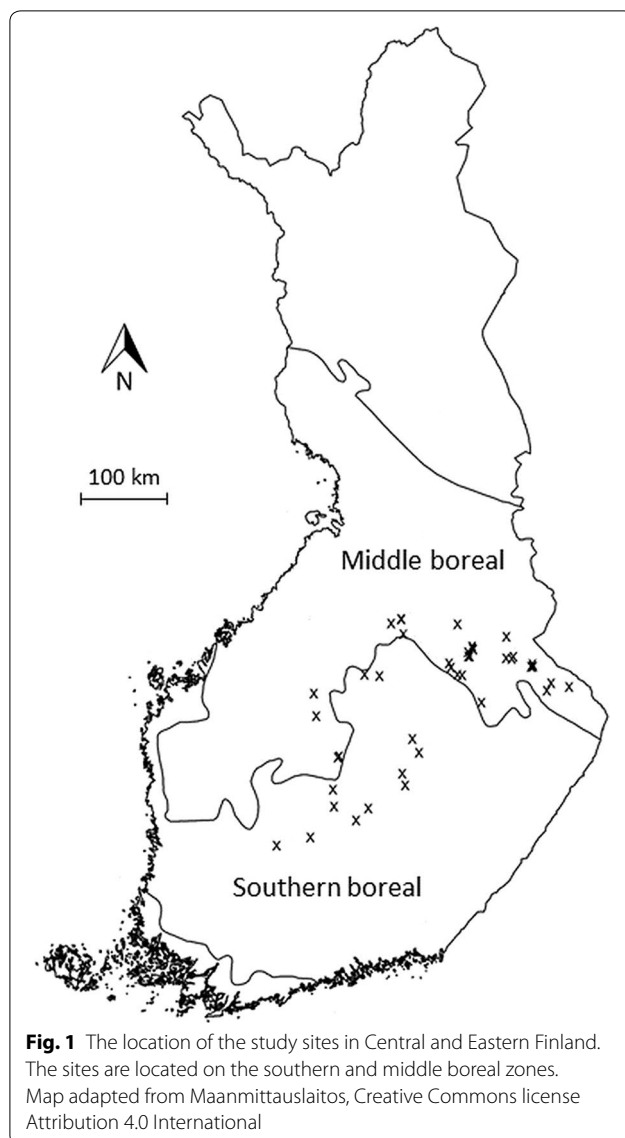 N
100 km
Middle boreal
Southern boreal
Fig. 1 The location of the study sites in Central and Eastern Finland.
The sites are located on the southern and middle boreal zones.
Map adapted from Maanmittauslaitos, Creative Commons license
Attribution 4.0 International